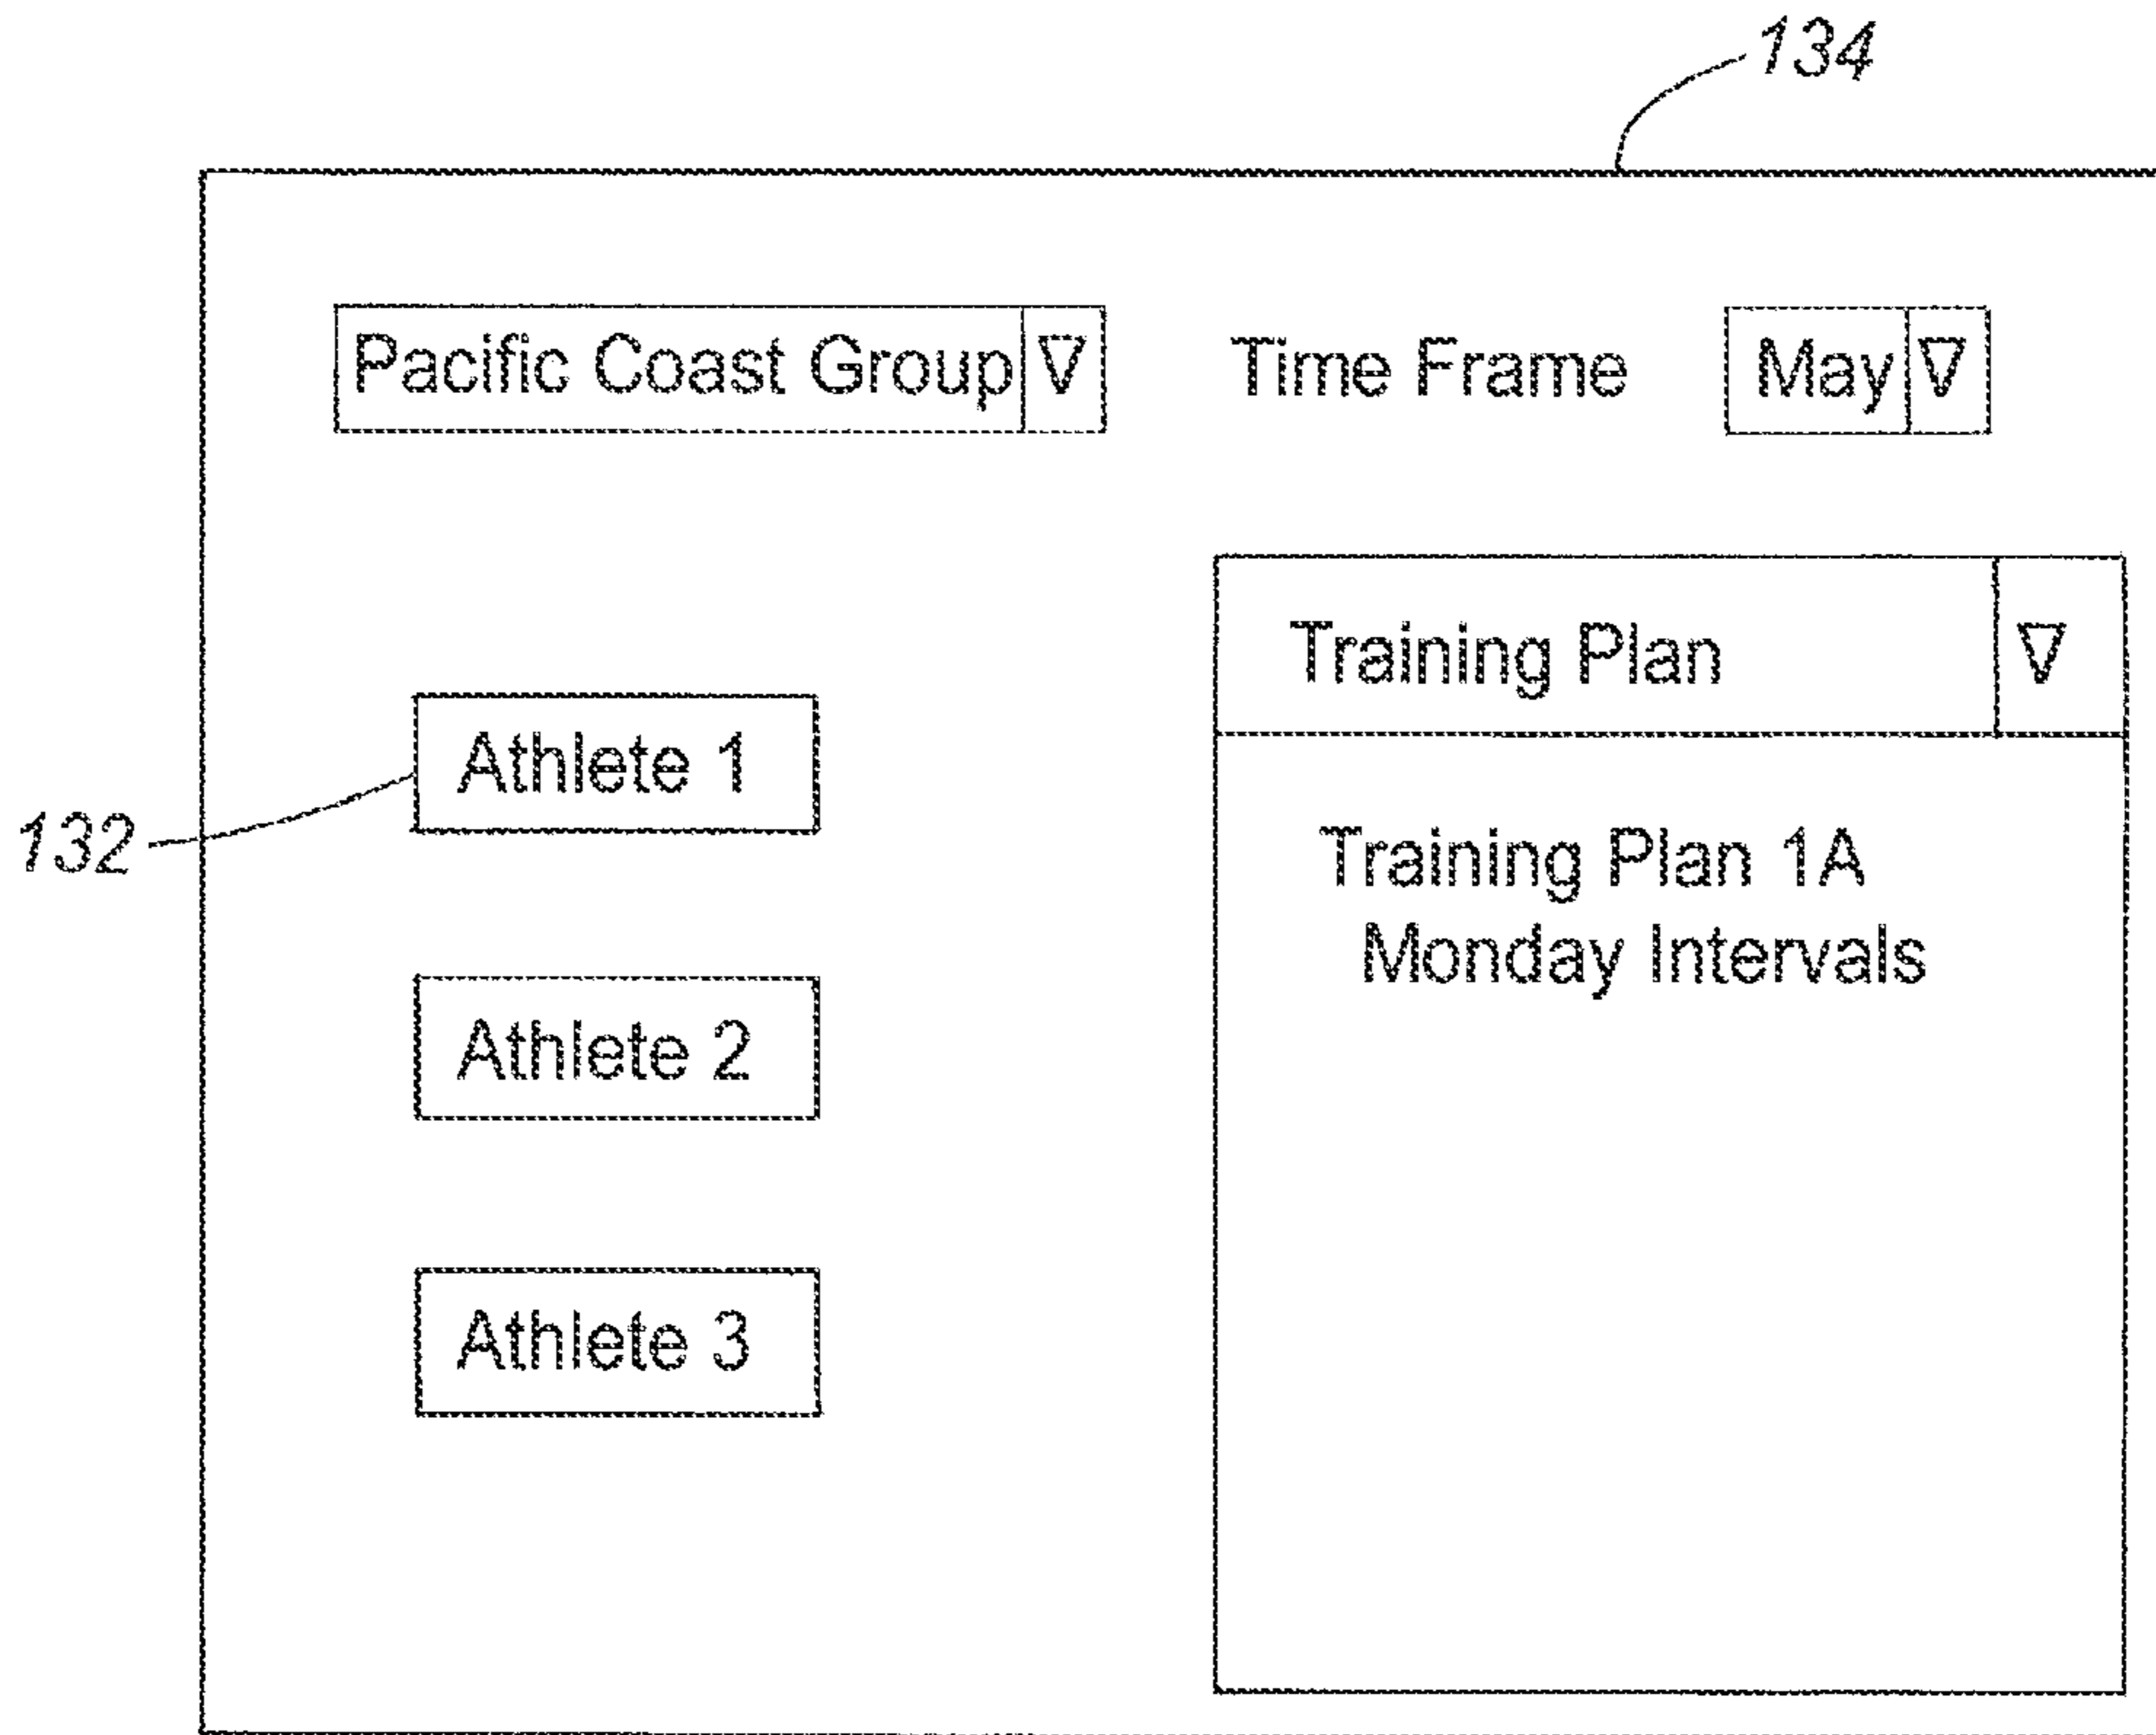 134
Pacific Coast Group
Time Frame
May
Training Plan
Athlete 1
132
Training Plan 1A
Monday Intervals
Athlete 2
Athlete 3